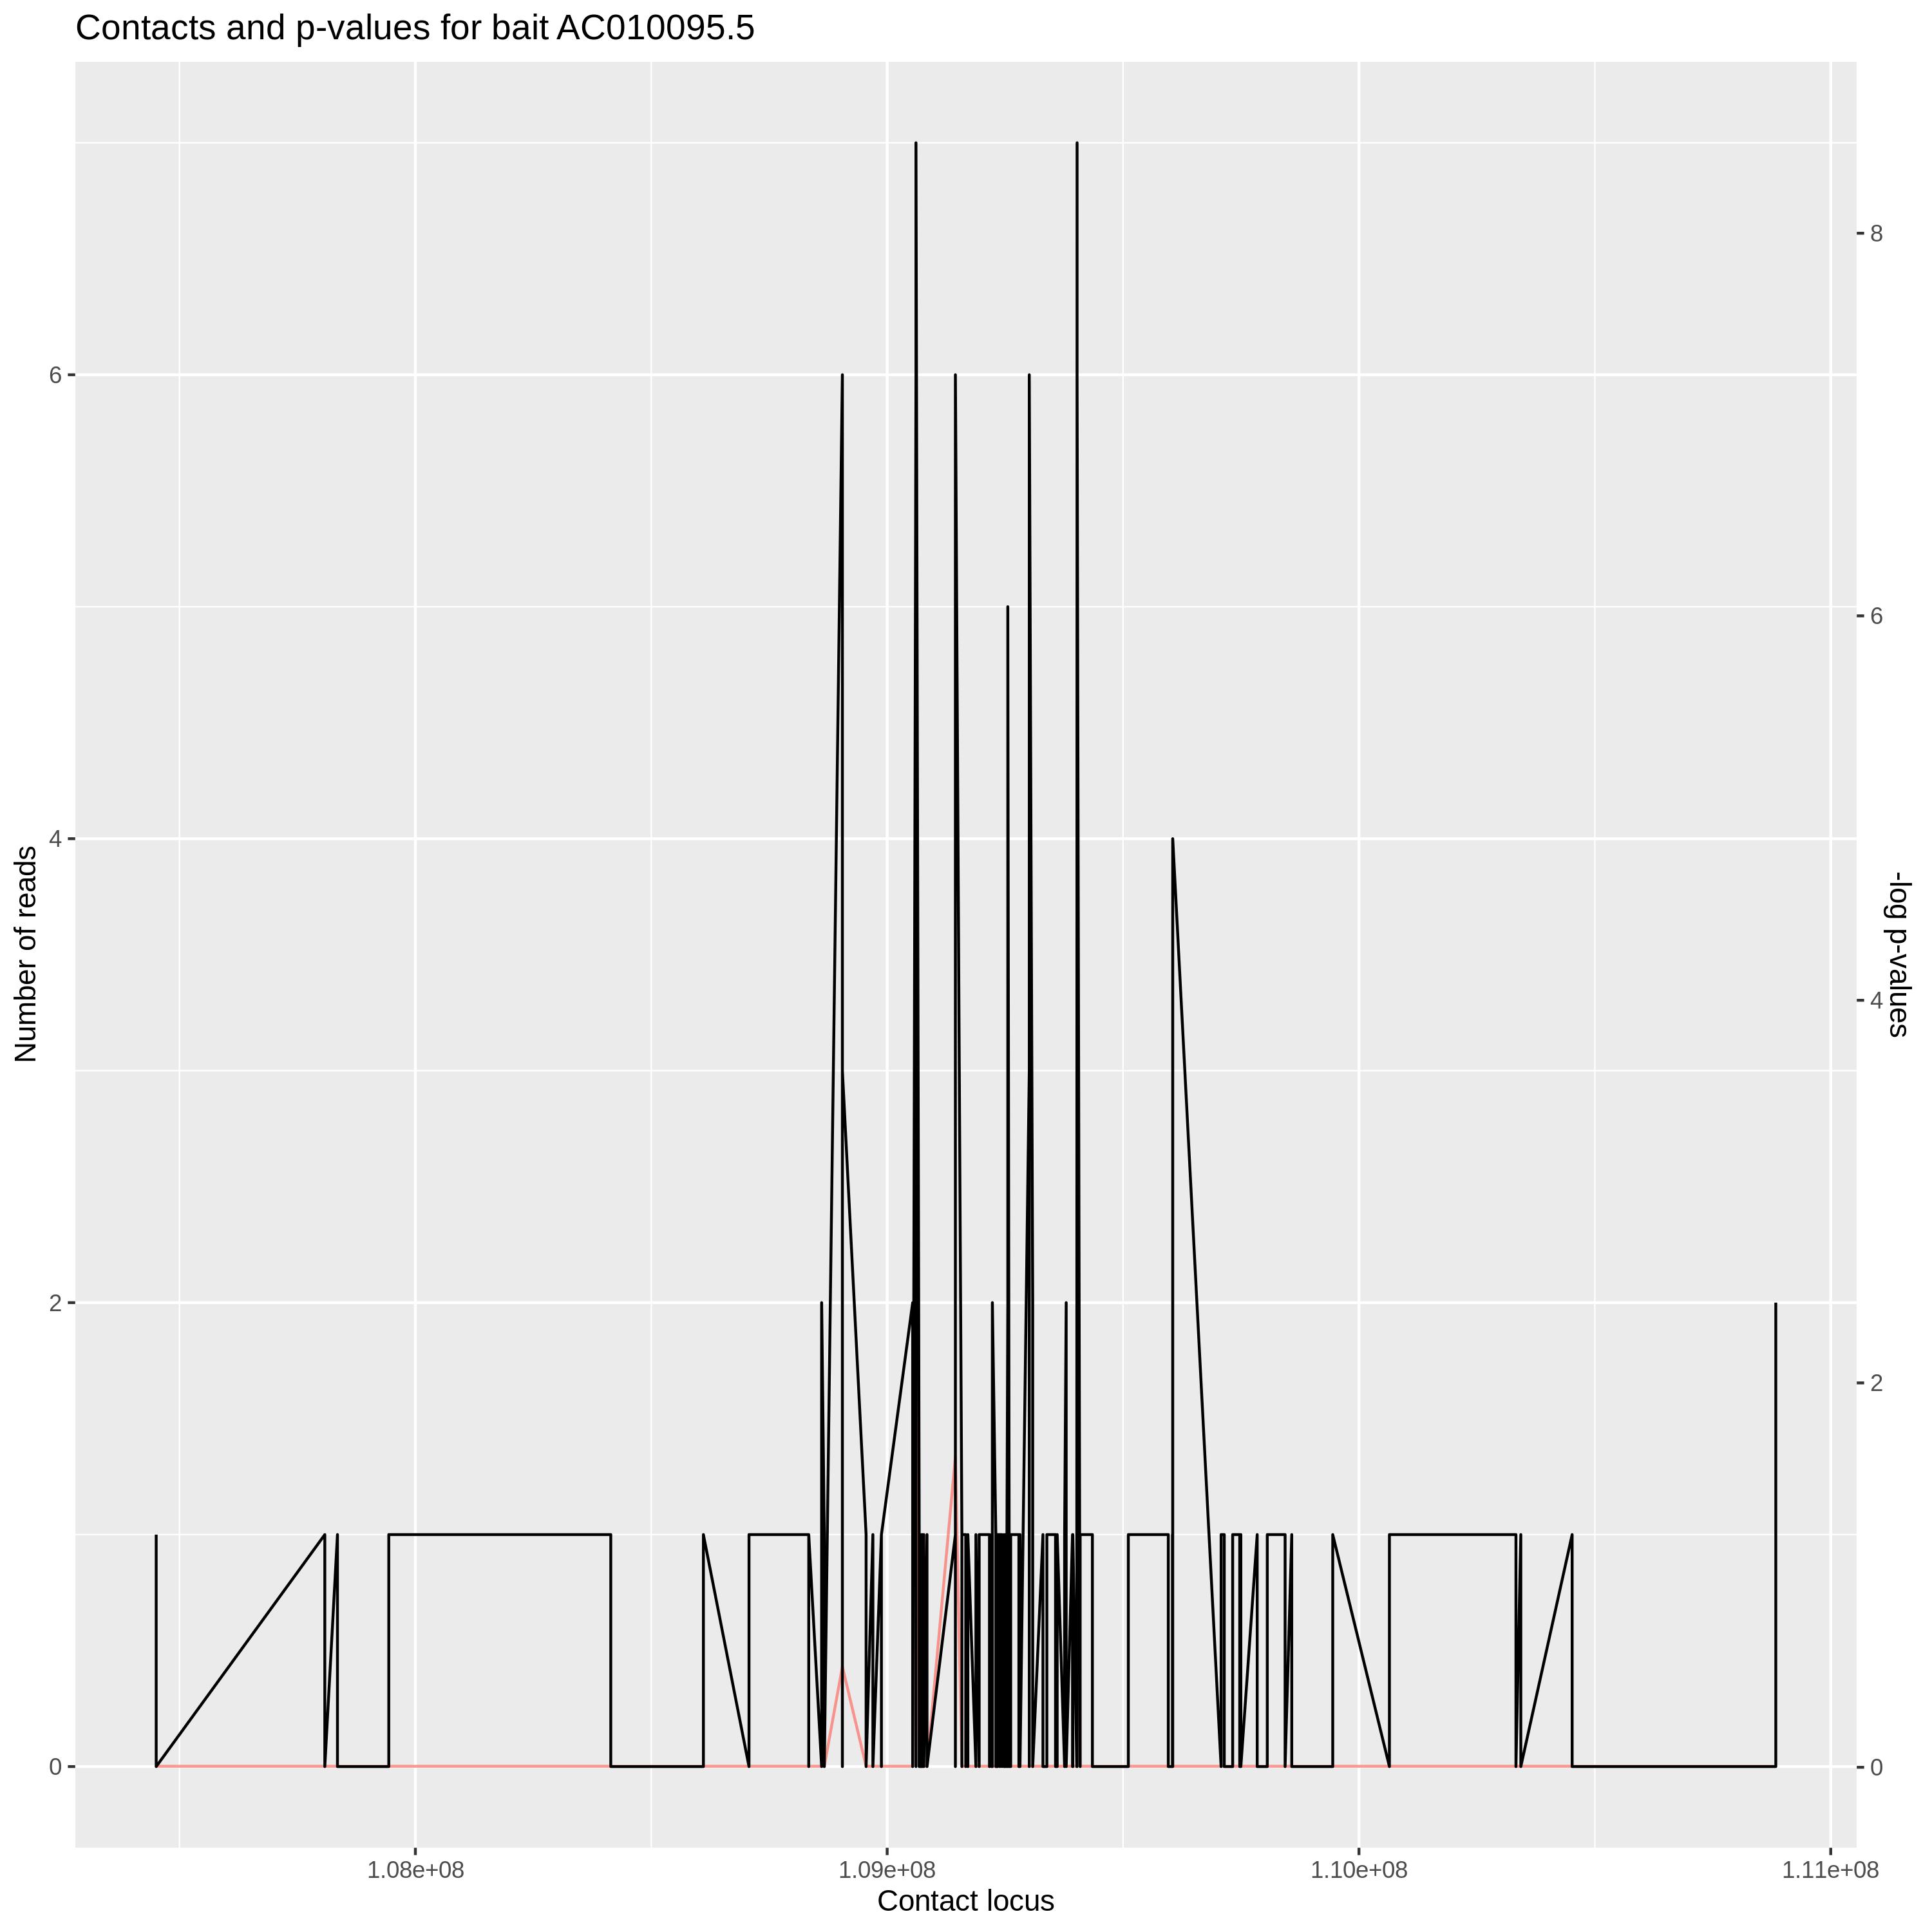 Contacts and p-values for bait AC010095.5
Number of reads
6
4
2
0
8
6
4
2
0
-log p-values
1.08e+08
1.09e+08
1.10e+08
1.11e+08
Contact locus